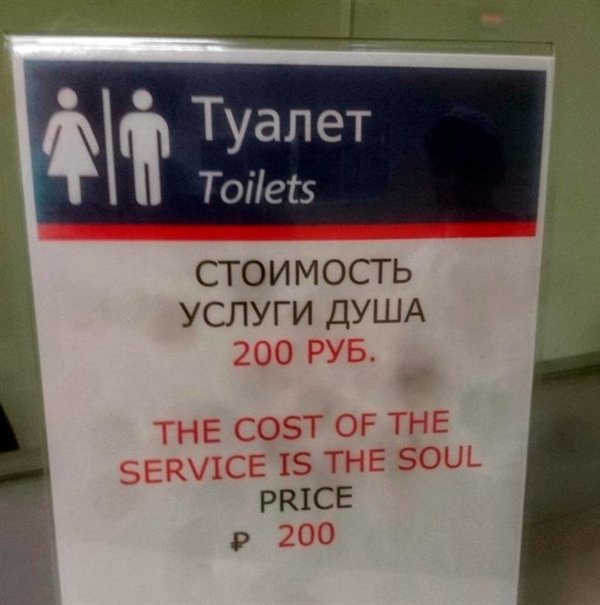 Туалет
Toilets
СТОИМОСТЬ
УСЛУГИ ДУША
200 РУБ.
THE COST OF THE
SERVICE IS THE SOUL
PRICE
₽ 200